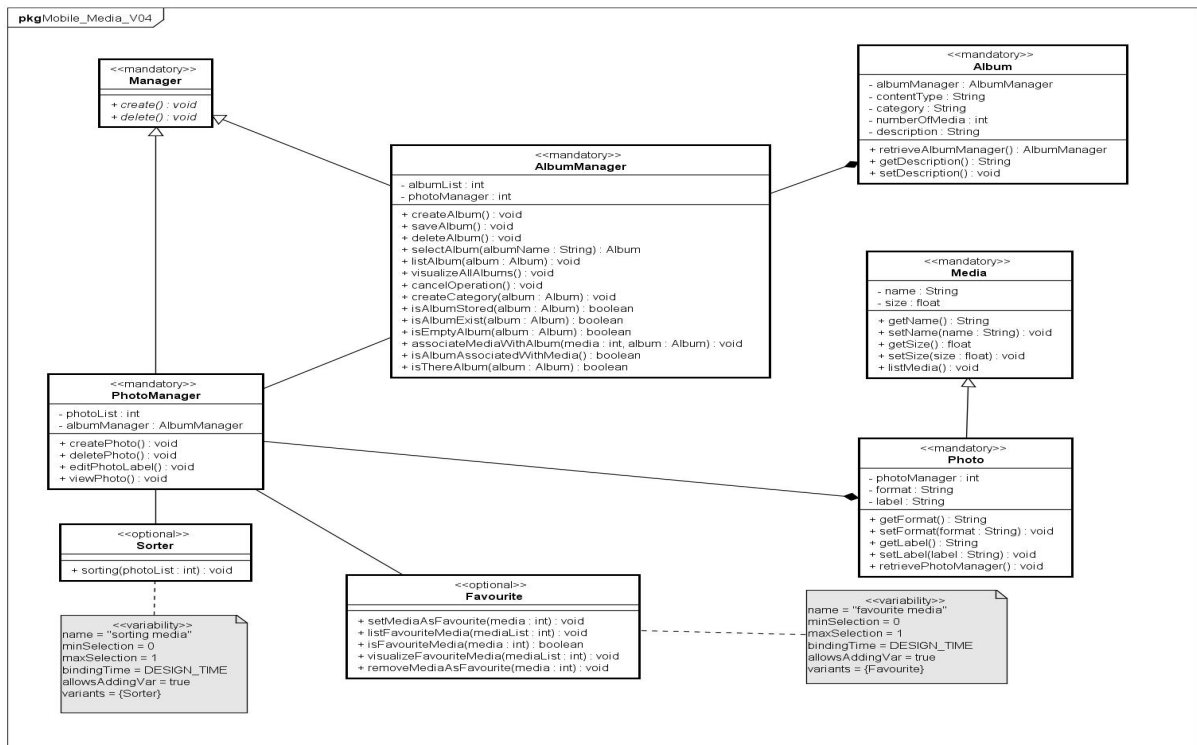 pkgMobile_Media_V04
<<mandatory>>
Manager
+ create() : void
+ delete() : void
<<mandatory>>
AlbumManager
- albumList : int
- photoManager : int
+ createAlbum() : void
+ saveAlbum() : void
+ deleteAlbum() : void
+ selectAlbum(albumName : String) : Album
+ listAlbum(album : Album) : void
+ visualizeAllAlbums() : void
+ cancelOperation() : void
+ createCategory(album : Album) : void
+ isAlbumStored(album : Album) : boolean
+ isAlbumExist(album : Album) : boolean
+ isEmptyAlbum(album : Album) : boolean
+ associateMediaWithAlbum(media : int, album : Album) : void
+ isAlbumAssociatedWithMedia() : boolean
+ isThereAlbum(album : Album) : boolean
<<mandatory>>
Album
- albumManager : AlbumManager
- contentType : String
- category : String
- numberOfMedia : int
- description : String
+ retrieveAlbumManager() : AlbumManager
+ getDescription() : String
+ setDescription() : void
<<mandatory>>
Media
- name : String
- size : float
+ getName() : String
+ setName(name : String) : void
+ getSize() : float
+ setSize(size : float) : void
+ listMedia() : void
<<mandatory>>
PhotoManager
- photoList : int
- albumManager : AlbumManager
+ createPhoto() : void
+ deletePhoto() : void
+ editPhotoLabel() : void
+ viewPhoto() : void
<<mandatory>>
Photo
- photoManager : int
- format : String
- label : String
+ getFormat() : String
+ setFormat(format : String) : void
+ getLabel() : String
+ setLabel(label : String) : void
+ retrievePhotoManager() : void
<<optional>>
Sorter
+ sorting(photoList : int) : void
<<optional>>
Favourite
+ setMediaAsFavourite(media : int) : void
+ listFavouriteMedia(mediaList : int) : void
+ isFavouriteMedia(media : int) : boolean
+ visualizeFavouriteMedia(mediaList : int) : void
+ removeMediaAsFavourite(media : int) : void
<<variability>>
name = "sorting media"
minSelection = 0
maxSelection = 1
bindingTime = DESIGN_TIME
allowsAddingVar = true
variants = {Sorter}
<<variability>>
name = "favourite media"
minSelection = 0
maxSelection = 1
bindingTime = DESIGN_TIME
allowsAddingVar = true
variants = {Favourite}